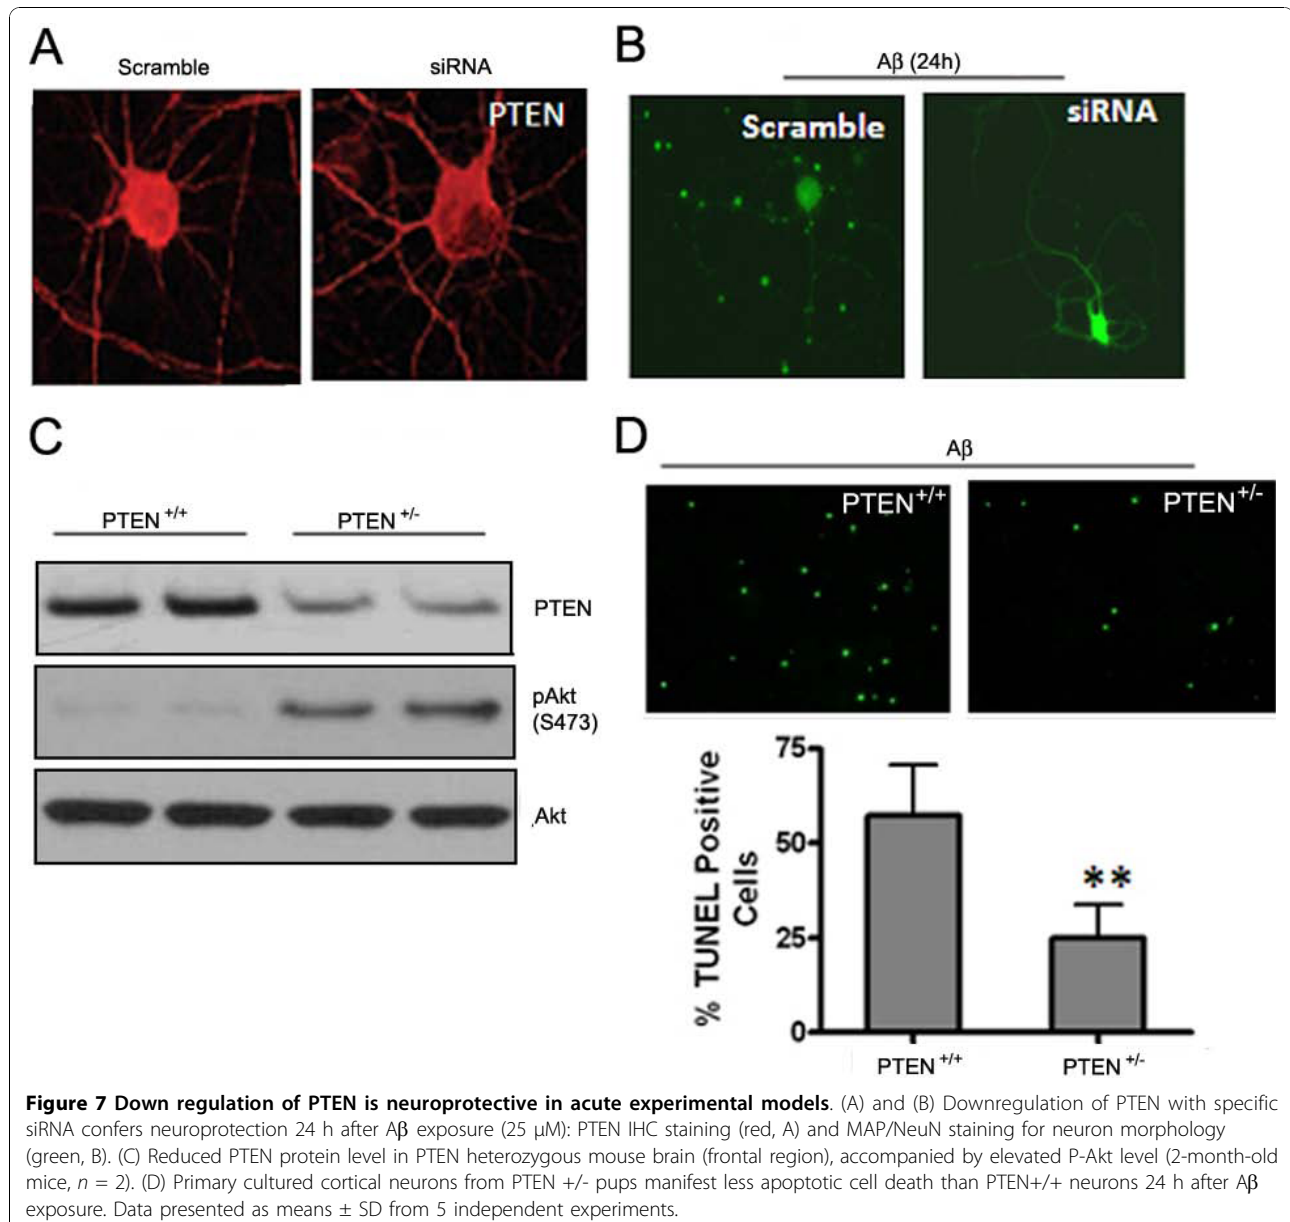 A
Scramble
siRNA
PTEN
B
Aβ (24h)
Scramble
siRNA
C
PTEN +/+
PTEN +/-
PTEN
pAkt
(S473)
Akt
D
Aβ
PTEN+/+
PTEN+/-
% TUNEL Positive
Cells
75
50
25
0
**
PTEN +/+
PTEN +/-
Figure 7 Down regulation of PTEN is neuroprotective in acute experimental models. (A) and (B) Downregulation of PTEN with specific
siRNA confers neuroprotection 24 h after Aβ exposure (25 μM): PTEN IHC staining (red, A) and MAP/NeuN staining for neuron morphology
(green, B). (C) Reduced PTEN protein level in PTEN heterozygous mouse brain (frontal region), accompanied by elevated P-Akt level (2-month-old
mice, n = 2). (D) Primary cultured cortical neurons from PTEN +/- pups manifest less apoptotic cell death than PTEN+/+ neurons 24 h after Aβ
exposure. Data presented as means ± SD from 5 independent experiments.